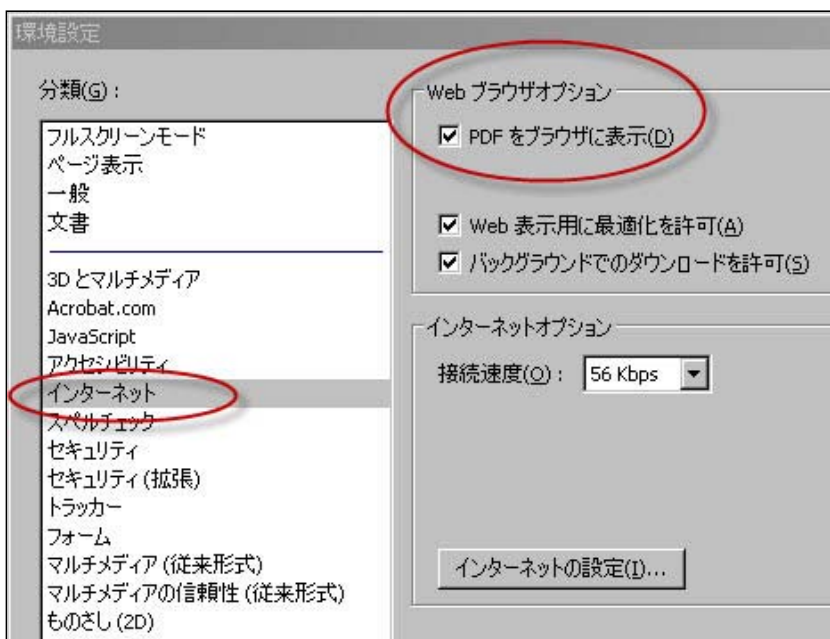 環境設定
分類(G):
フルスクリーンモード
ページ表示
一般
文書
3D とマルチメディア
Acrobat.com
JavaScript
アクセシビリティ
インターネット
スペルチェック
セキュリティ
セキュリティ (拡張)
トラッカー
フォーム
マルチメディア (従来形式)
マルチメディアの信頼性 (従来形式)
ものさし (2D)
Web ブラウザオプション
PDF をブラウザに表示(D)
Web 表示用に最適化を許可(A)
バックグラウンドでのダウンロードを許可(S)
インターネットオプション
接続速度(O): 56 Kbps
インターネットの設定(I)...